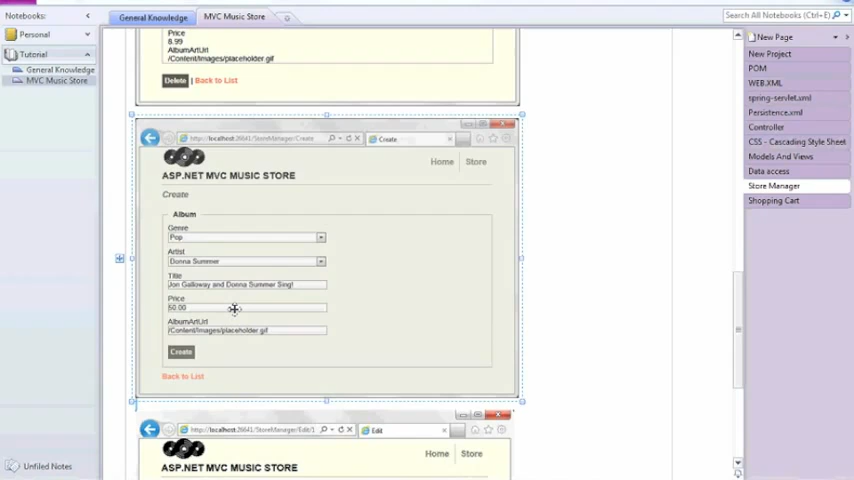 Notebooks:
General Knowledge
MVC Music Store
Search All Notebooks (Ctrl+E)
Personal
Tutorial
General Knowledge
MVC Music Store
Unfiled Notes
Price
8.99
AlbumArtUrl
/Content/Images/placeholder.gif
Delete | Back to List
http://localhost:26641/StoreManager/Create
Create
Home Store
ASP.NET MVC MUSIC STORE
Create
Album
Genre
Pop
Artist
Donna Summer
Title
Jon Galloway and Donna Summer Sing!
Price
50.00
AlbumArtUrl
/Content/Images/placeholder.gif
Create
Back to List
http://localhost:26641/StoreManager/Edit/1
Edit
Home Store
ASP.NET MVC MUSIC STORE
New Page
New Project
POM
WEB.XML
spring-servlet.xml
Persistence.xml
Controller
CSS - Cascading Style Sheet
Models And Views
Data access
Store Manager
Shopping Cart